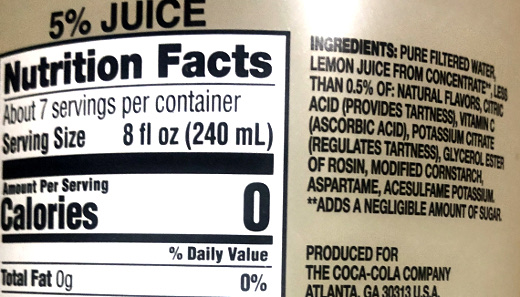 5% JUICE
Nutrition Facts
About 7 servings per container
Serving Size 8 fl oz (240 mL)
Amount Per Serving
Calories 0
% Daily Value
Total Fat 0g 0%
INGREDIENTS: PURE FILTERED WATER,
LEMON JUICE FROM CONCENTRATE**, LESS
THAN 0.5% OF: NATURAL FLAVORS, CITRIC
ACID (PROVIDES TARTNESS), VITAMIN C
(ASCORBIC ACID), POTASSIUM CITRATE
(REGULATES TARTNESS), GLYCEROL ESTER
OF ROSIN, MODIFIED CORNSTARCH,
ASPARTAME, ACESULFAME POTASSIUM.
**ADDS A NEGLIGIBLE AMOUNT OF SUGAR.
PRODUCED FOR
THE COCA-COLA COMPANY
ATLANTA, GA 30313 U.S.A.